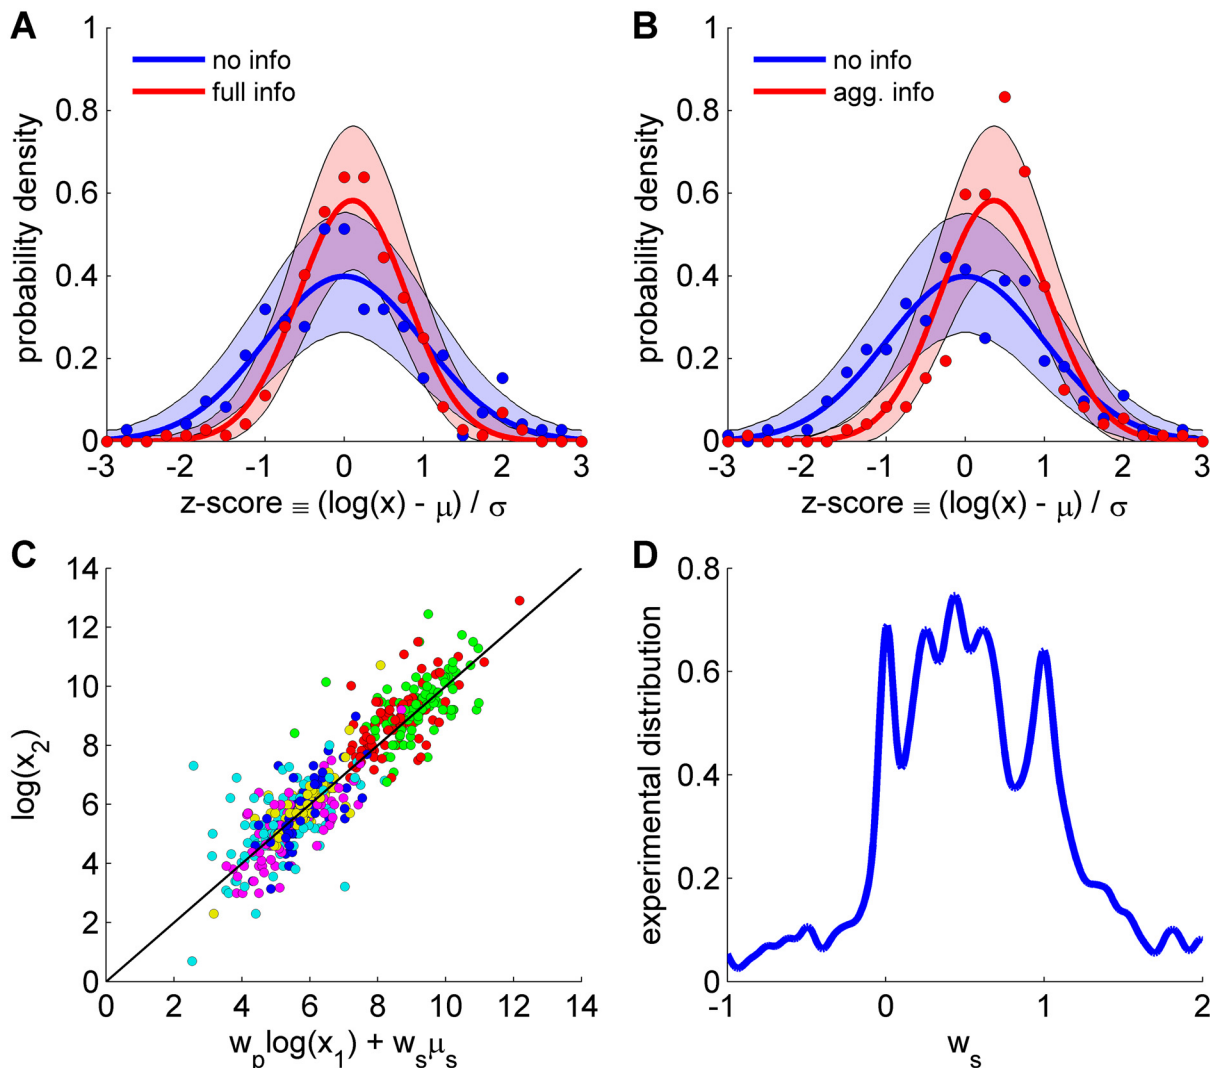 A
no info
full info
probability density
1
0.8
0.6
0.4
0.2
0
-3 -2 -1 0 1 2 3
z-score ≡ (log(x) - μ) / σ
B
no info
agg. info
probability density
1
0.8
0.6
0.4
0.2
0
-3 -2 -1 0 1 2 3
z-score ≡ (log(x) - μ) / σ
C
log(x₂)
14
12
10
8
6
4
2
0
0 2 4 6 8 10 12 14
wₚlog(x₁) + wₛμₛ
D
experimental distribution
0.8
0.6
0.4
0.2
0
-1 0 1 2
wₛ